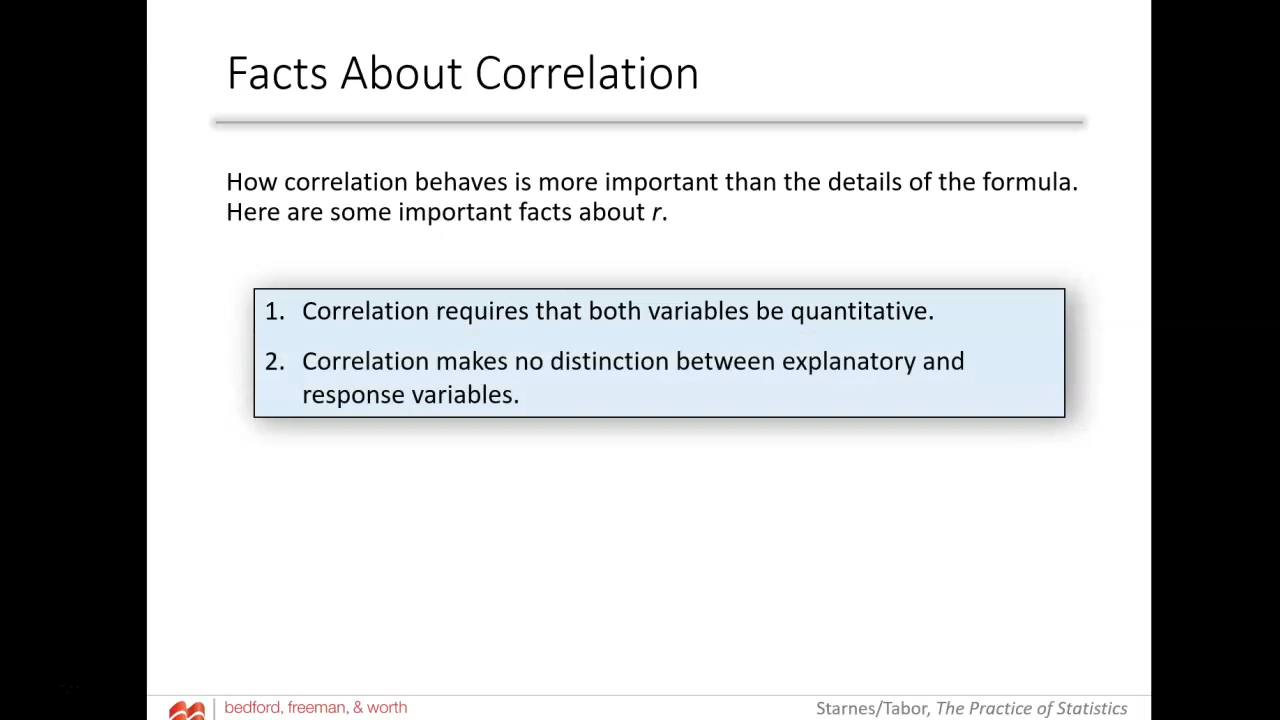 Facts About Correlation
How correlation behaves is more important than the details of the formula.
Here are some important facts about r.
1. Correlation requires that both variables be quantitative.
2. Correlation makes no distinction between explanatory and
response variables.
bedford, freeman, & worth
Starnes/Tabor, The Practice of Statistics